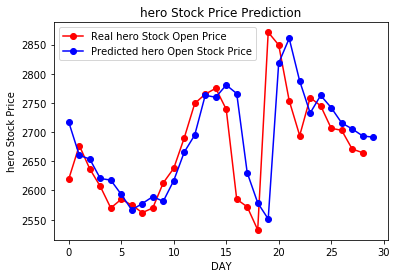 hero Stock Price Prediction
Real hero Stock Open Price
Predicted hero Open Stock Price
hero Stock Price
2850
2800
2750
2700
2650
2600
2550
0 5 10 15 20 25 30
DAY